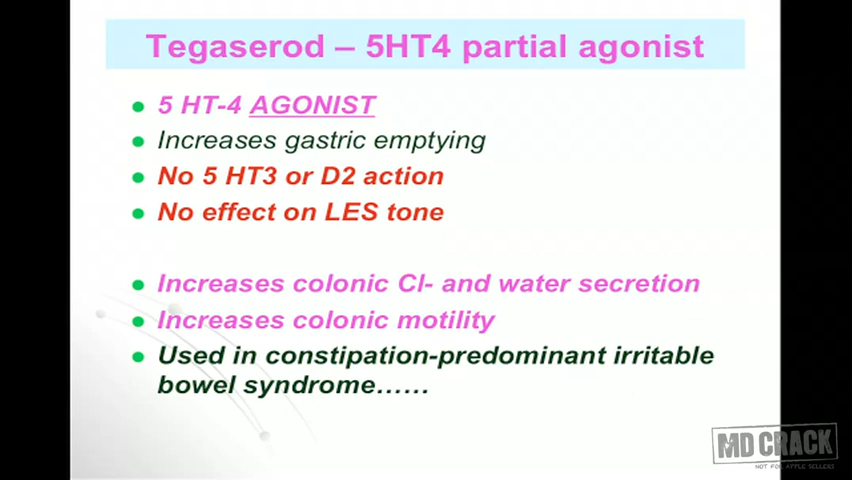 Tegaserod – 5HT4 partial agonist
5 HT-4 AGONIST
Increases gastric emptying
No 5 HT3 or D2 action
No effect on LES tone
Increases colonic Cl- and water secretion
Increases colonic motility
Used in constipation-predominant irritable
bowel syndrome……
MD CRACK
NOT FOR APPLE SELLERS